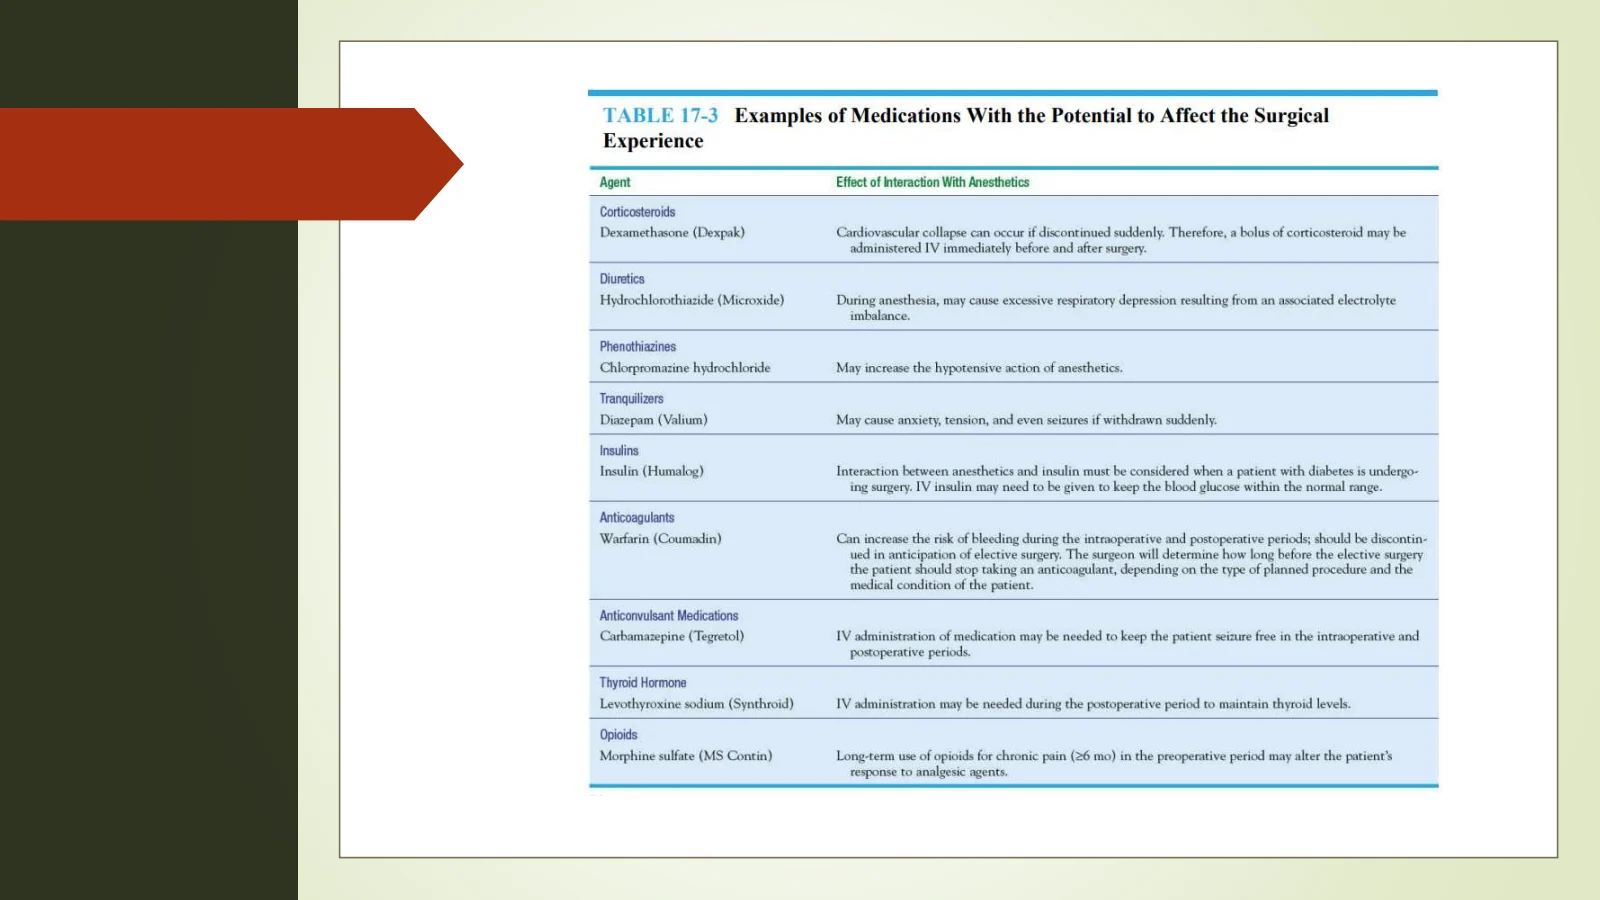 TABLE 17-3 Examples of Medications With the Potential to Affect the Surgical
Experience
Agent Effect of Interaction With Anesthetics
Corticosteroids
Dexamethasone (Dexpak) Cardiovascular collapse can occur if discontinued suddenly. Therefore, a bolus of corticosteroid may be
administered IV immediately before and after surgery.
Diuretics
Hydrochlorothiazide (Microxide) During anesthesia, may cause excessive respiratory depression resulting from an associated electrolyte
imbalance.
Phenothiazines
Chlorpromazine hydrochloride May increase the hypotensive action of anesthetics.
Tranquilizers
Diazepam (Valium) May cause anxiety, tension, and even seizures if withdrawn suddenly.
Insulins
Insulin (Humalog) Interaction between anesthetics and insulin must be considered when a patient with diabetes is undergo-
ing surgery. IV insulin may need to be given to keep the blood glucose within the normal range.
Anticoagulants
Warfarin (Coumadin) Can increase the risk of bleeding during the intraoperative and postoperative periods; should be discontin-
ued in anticipation of elective surgery. The surgeon will determine how long before the elective surgery
the patient should stop taking an anticoagulant, depending on the type of planned procedure and the
medical condition of the patient.
Anticonvulsant Medications
Carbamazepine (Tegretol) IV administration of medication may be needed to keep the patient seizure free in the intraoperative and
postoperative periods.
Thyroid Hormone
Levothyroxine sodium (Synthroid) IV administration may be needed during the postoperative period to maintain thyroid levels.
Opioids
Morphine sulfate (MS Contin) Long-term use of opioids for chronic pain (≥6 mo) in the preoperative period may alter the patient's
response to analgesic agents.